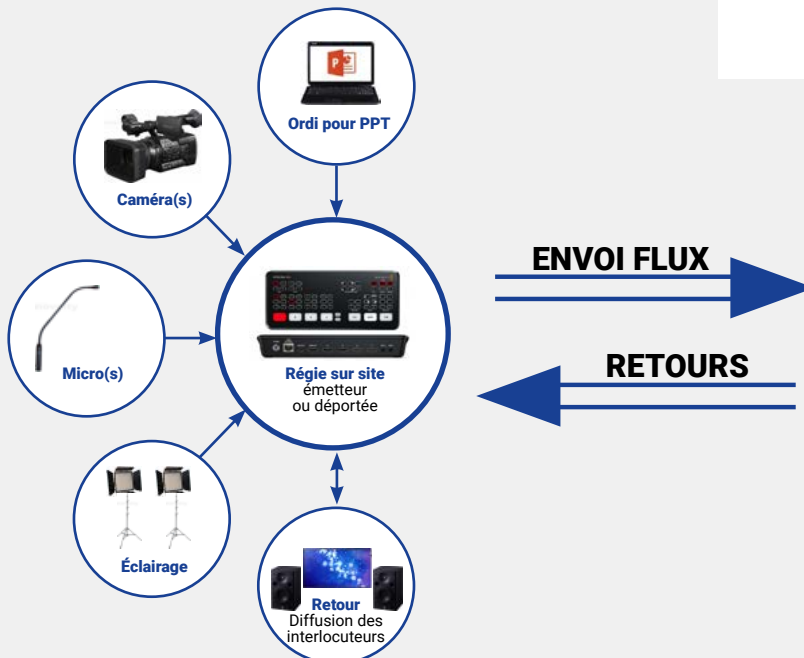 Ordi pour PPT
Caméra(s)
Micro(s)
Régie sur site
émetteur
ou déportée
Éclairage
Retour
Diffusion des
interlocuteurs
ENVOI FLUX
RETOURS